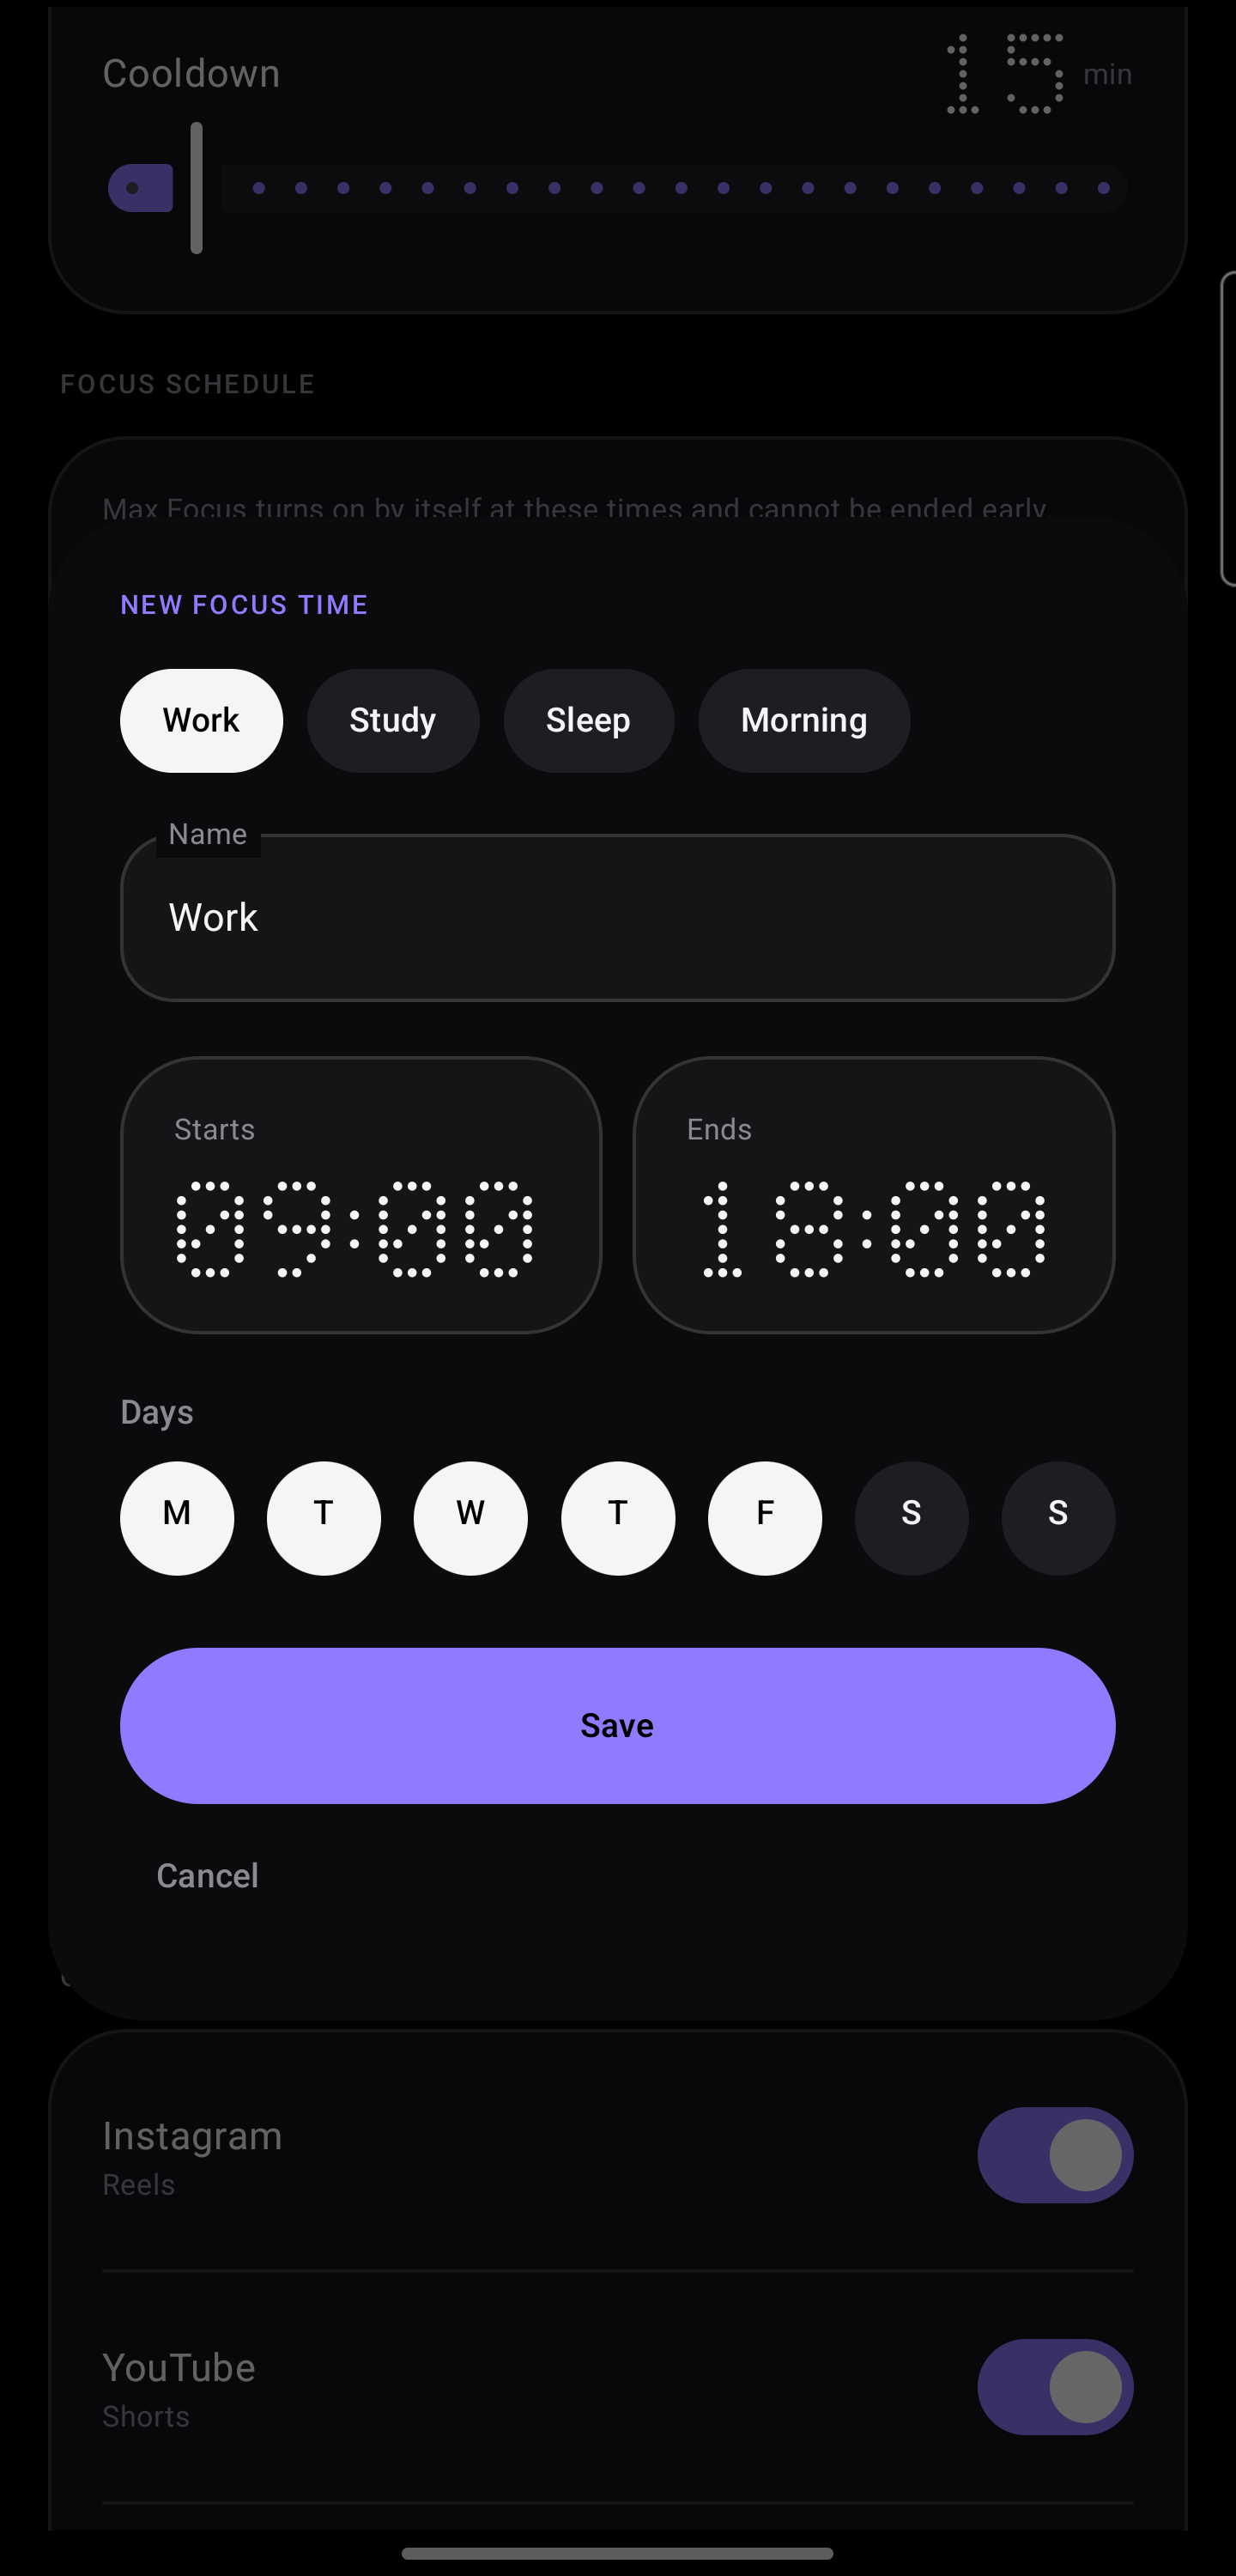 Cooldown
15 min
FOCUS SCHEDULE
Max Focus turns on by itself at these times and cannot be ended early.
NEW FOCUS TIME
Work Study Sleep Morning
Name
Work
Starts Ends
09:00 18:00
Days
M T W T F S S
Save
Cancel
Instagram
Reels
YouTube
Shorts